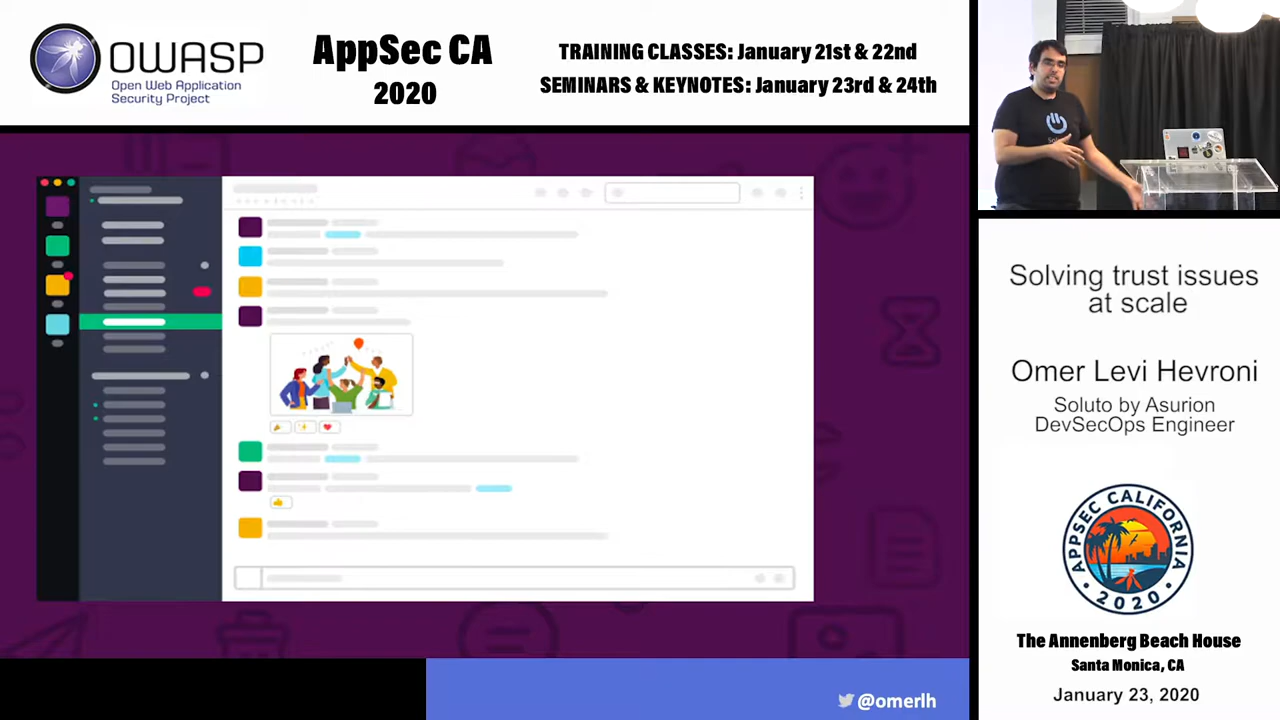 OWASP
Open Web Application
Security Project
AppSec CA
2020
TRAINING CLASSES: January 21st & 22nd
SEMINARS & KEYNOTES: January 23rd & 24th
Solving trust issues
at scale
Omer Levi Hevroni
Soluto by Asurion
DevSecOps Engineer
APPSEC CALIFORNIA
• 2020 •
The Annenberg Beach House
Santa Monica, CA
January 23, 2020
@omerlh